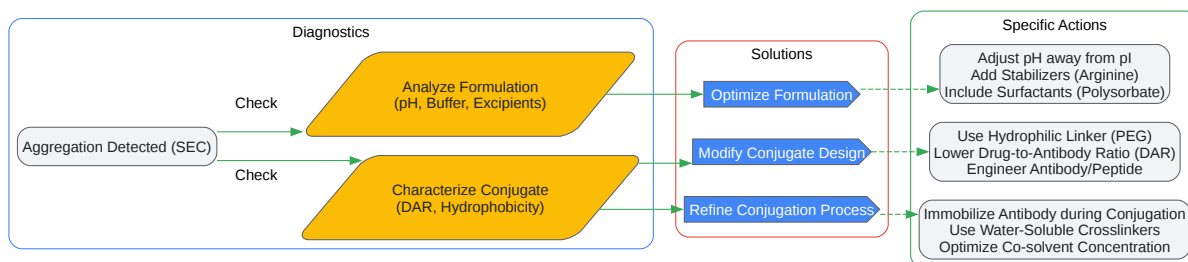 Diagnostics
Aggregation Detected (SEC)
Check
Check
Analyze Formulation
(pH, Buffer, Excipients)
Characterize Conjugate
(DAR, Hydrophobicity)
Solutions
Optimize Formulation
Modify Conjugate Design
Refine Conjugation Process
Specific Actions
Adjust pH away from pI
Add Stabilizers (Arginine)
Include Surfactants (Polysorbate)
Use Hydrophilic Linker (PEG)
Lower Drug-to-Antibody Ratio (DAR)
Engineer Antibody/Peptide
Immobilize Antibody during Conjugation
Use Water-Soluble Crosslinkers
Optimize Co-solvent Concentration